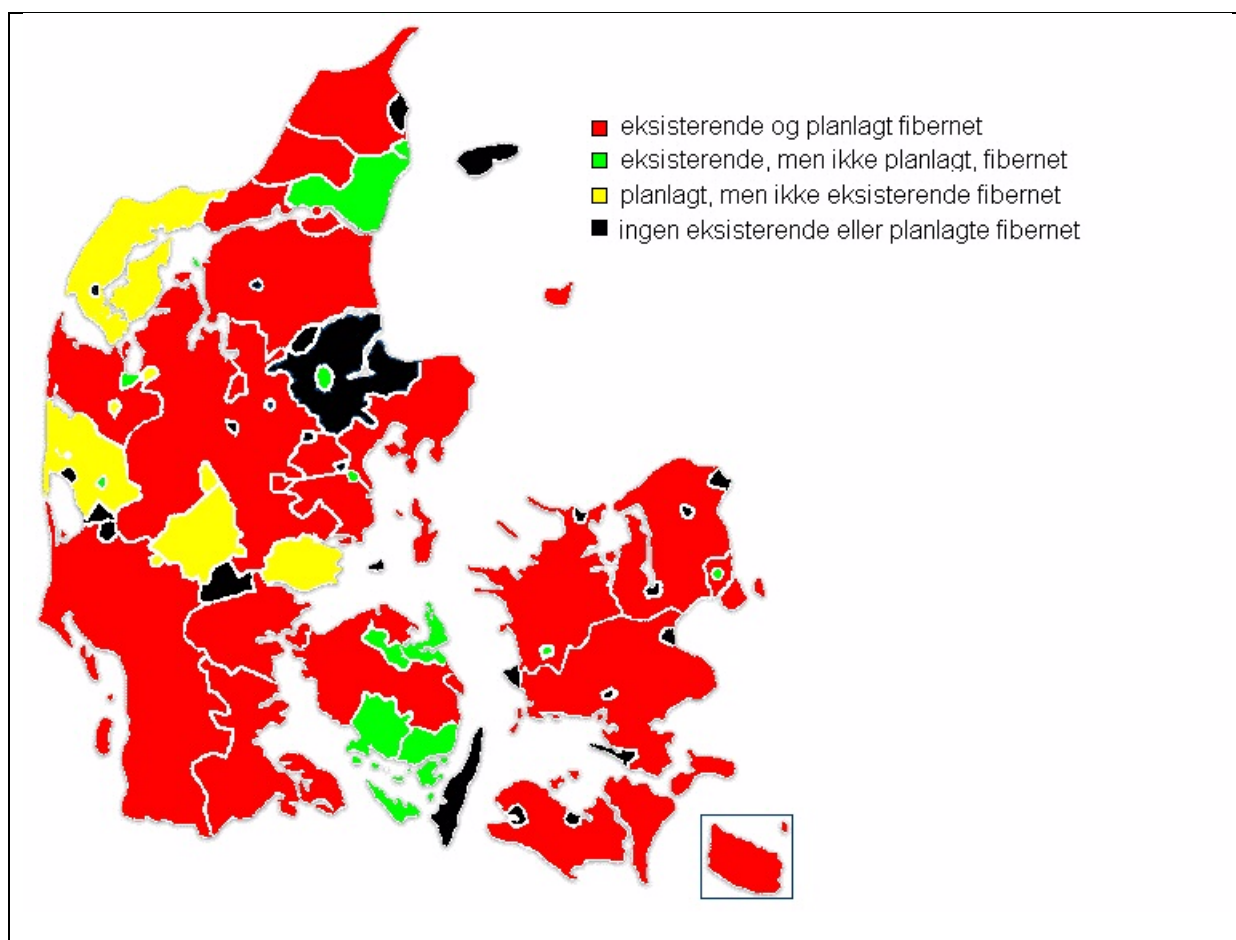 eksisterende og planlagt fibernet
eksisterende, men ikke planlagt, fibernet
planlagt, men ikke eksisterende fibernet
ingen eksisterende eller planlagte fibernet